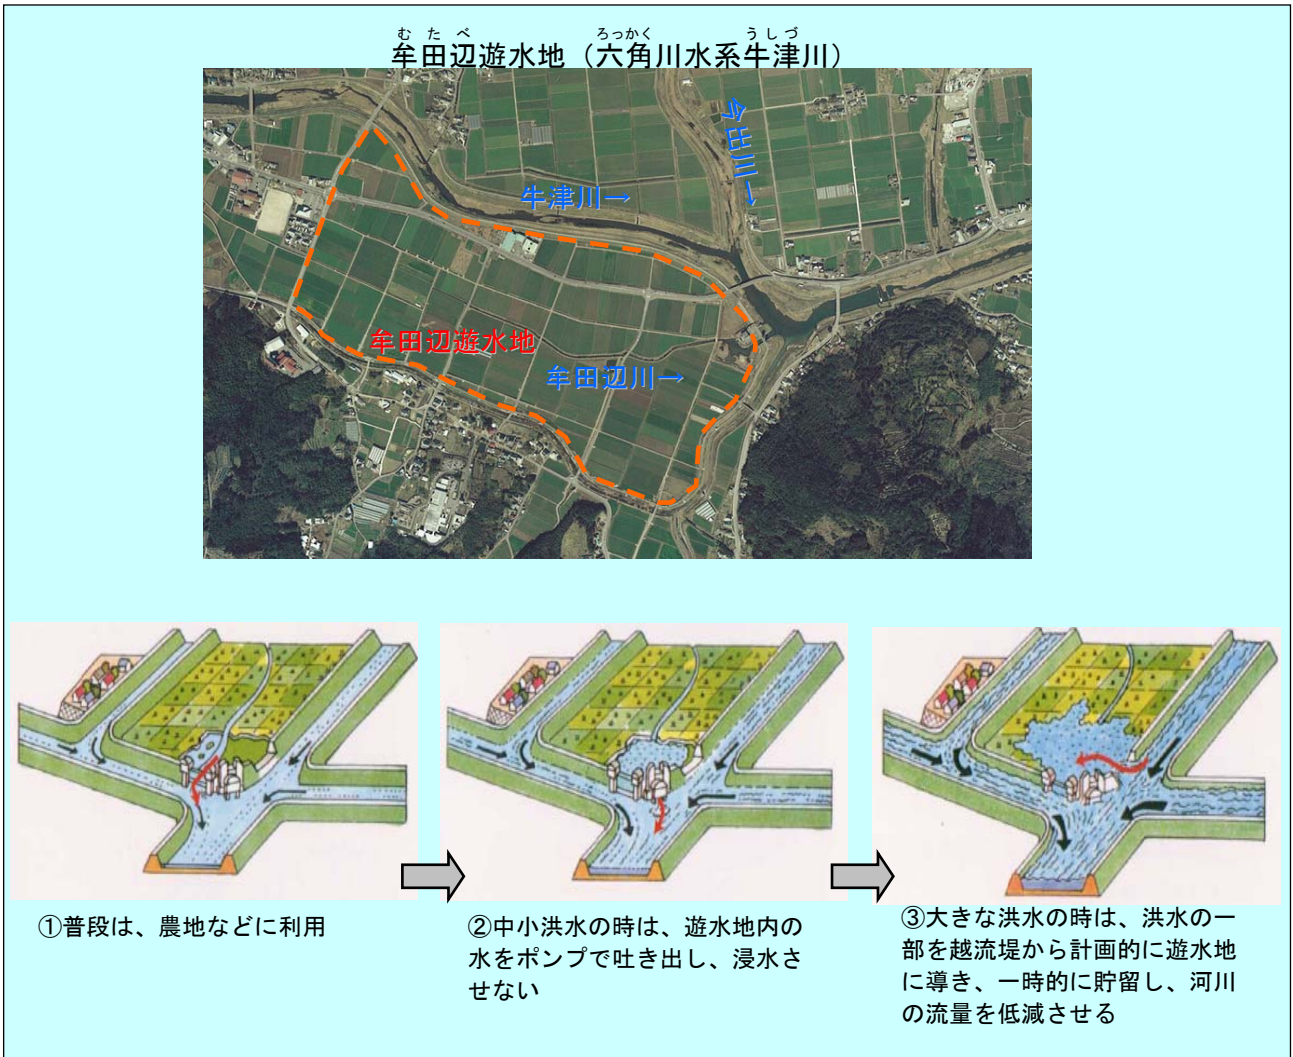 むたべ ろっかく うしづ
牟田辺遊水地（六角川水系牛津川）
今出川→
牛津川→
牟田辺遊水地
牟田辺川→
①普段は、農地などに利用
②中小洪水の時は、遊水地内の
水をポンプで吐き出し、浸水さ
せない
③大きな洪水の時は、洪水の一
部を越流堤から計画的に遊水地
に導き、一時的に貯留し、河川
の流量を低減させる